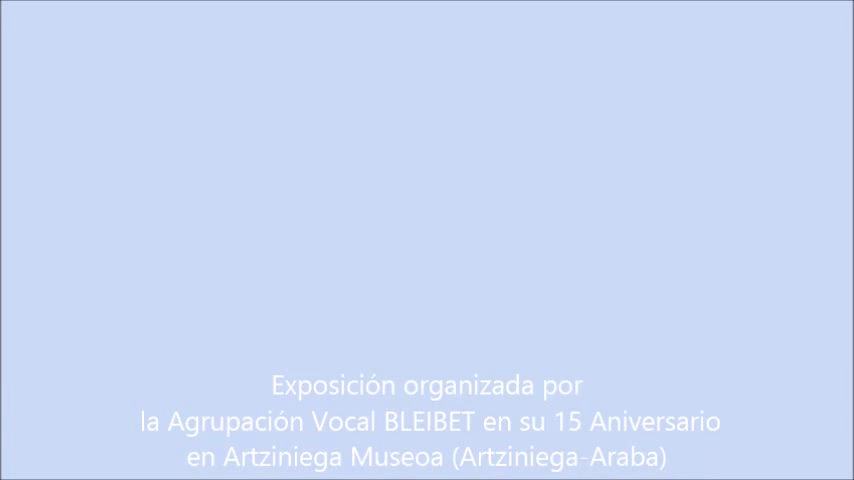 Exposición organizada por
la Agrupación Vocal BLEIBET en su 15 Aniversario
en Artziniega Museoa (Artziniega-Araba)